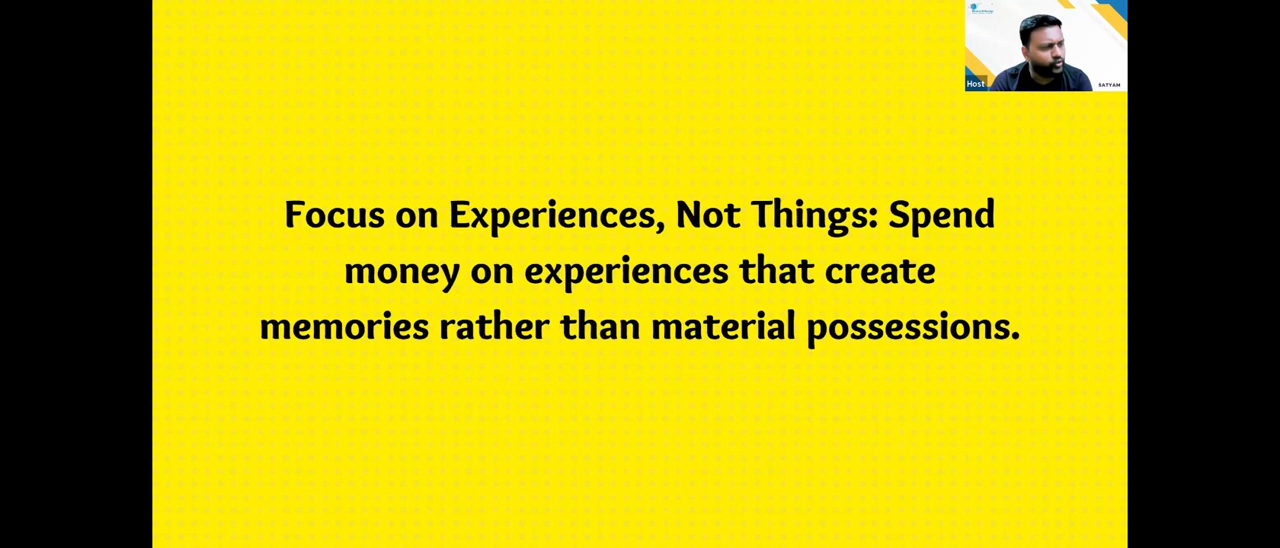 Host
SATYAM
Focus on Experiences, Not Things: Spend
money on experiences that create
memories rather than material possessions.